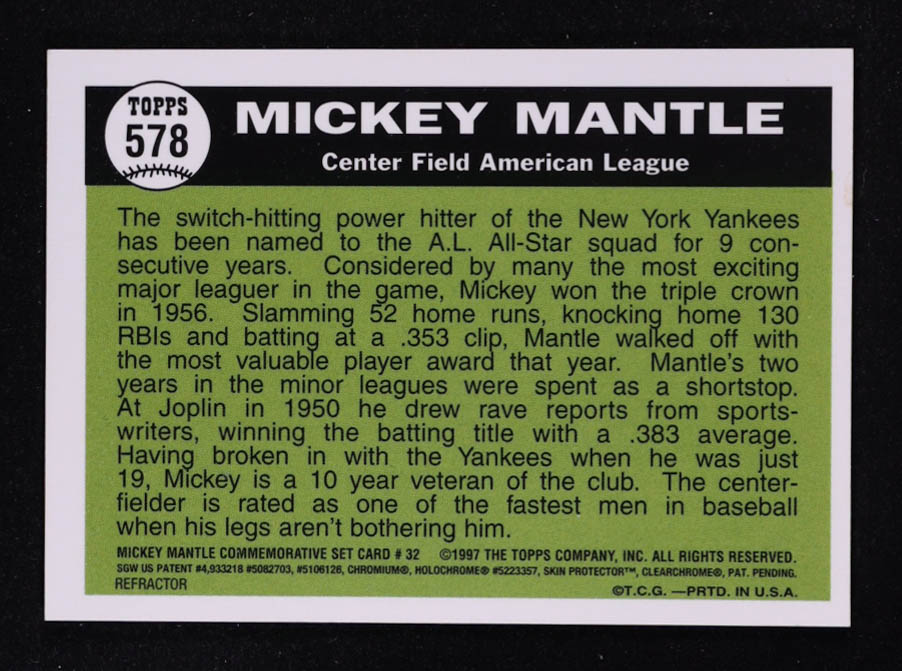 TOPPS
578
MICKEY MANTLE
Center Field American League
The switch-hitting power hitter of the New York Yankees
has been named to the A.L. All-Star squad for 9 con-
secutive years. Considered by many the most exciting
major leaguer in the game, Mickey won the triple crown
in 1956. Slamming 52 home runs, knocking home 130
RBIs and batting at a .353 clip, Mantle walked off with
the most valuable player award that year. Mantle's two
years in the minor leagues were spent as a shortstop.
At Joplin in 1950 he drew rave reports from sports-
writers, winning the batting title with a .383 average.
Having broken in with the Yankees when he was just
19, Mickey is a 10 year veteran of the club. The center-
fielder is rated as one of the fastest men in baseball
when his legs aren't bothering him.
MICKEY MANTLE COMMEMORATIVE SET CARD # 32 ©1997 THE TOPPS COMPANY, INC. ALL RIGHTS RESERVED.
SGW US PATENT #4,933218 #5082703, #5106126, CHROMIUM®, HOLOCHROME® #5223357, SKIN PROTECTOR™, CLEARCHROME®, PAT. PENDING.
REFRACTOR
©T.C.G. —PRTD. IN U.S.A.